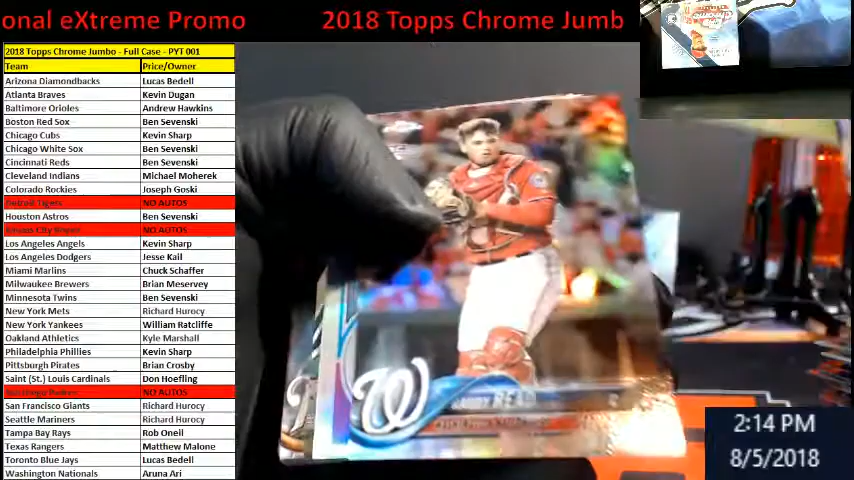 onal eXtreme Promo 2018 Topps Chrome Jumb
2018 Topps Chrome Jumbo - Full Case - PYT 001
Team Price/Owner
Arizona Diamondbacks Lucas Bedell
Atlanta Braves Kevin Dugan
Baltimore Orioles Andrew Hawkins
Boston Red Sox Ben Sevenski
Chicago Cubs Kevin Sharp
Chicago White Sox Ben Sevenski
Cincinnati Reds Ben Sevenski
Cleveland Indians Michael Moherek
Colorado Rockies Joseph Goski
Detroit Tigers NO AUTOS
Houston Astros Ben Sevenski
Kansas City Royals NO AUTOS
Los Angeles Angels Kevin Sharp
Los Angeles Dodgers Jesse Kail
Miami Marlins Chuck Schaffer
Milwaukee Brewers Brian Meservey
Minnesota Twins Ben Sevenski
New York Mets Richard Hurocy
New York Yankees William Ratcliffe
Oakland Athletics Kyle Marshall
Philadelphia Phillies Kevin Sharp
Pittsburgh Pirates Brian Crosby
Saint (St.) Louis Cardinals Don Hoefling
San Diego Padres NO AUTOS
San Francisco Giants Richard Hurocy
Seattle Mariners Richard Hurocy
Tampa Bay Rays Rob Oneil
Texas Rangers Matthew Malone
Toronto Blue Jays Lucas Bedell
Washington Nationals Aruna Ari
W
2:14 PM
8/5/2018